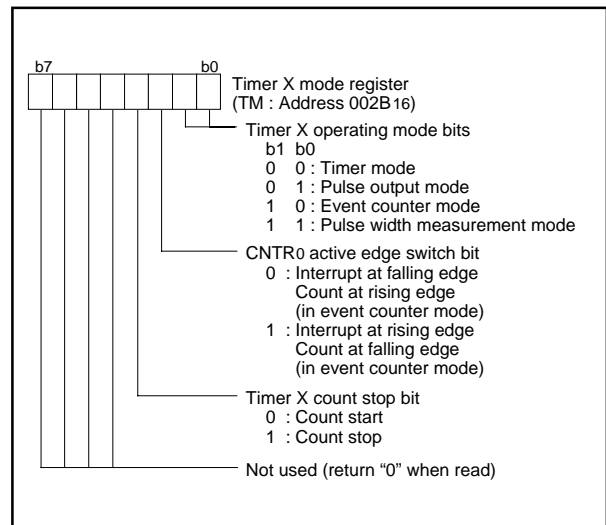 b7 b0
Timer X mode register
(TM : Address 002B16)
Timer X operating mode bits
b1 b0
0 0 : Timer mode
0 1 : Pulse output mode
1 0 : Event counter mode
1 1 : Pulse width measurement mode
CNTR0 active edge switch bit
0 : Interrupt at falling edge
Count at rising edge
(in event counter mode)
1 : Interrupt at rising edge
Count at falling edge
(in event counter mode)
Timer X count stop bit
0 : Count start
1 : Count stop
Not used (return “0” when read)